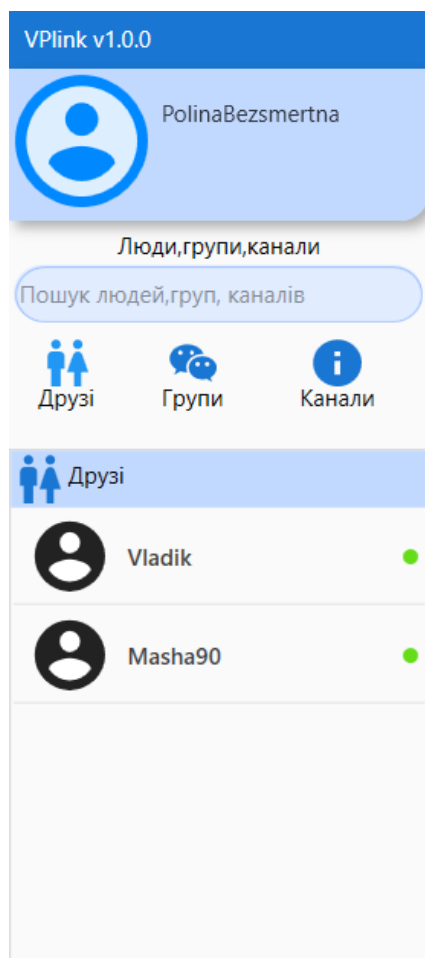 VPlink v1.0.0
PolinaBezsmertna
Люди,групи,канали
Пошук людей,груп, каналів
Друзі Групи Канали
Друзі
Vladik
Masha90